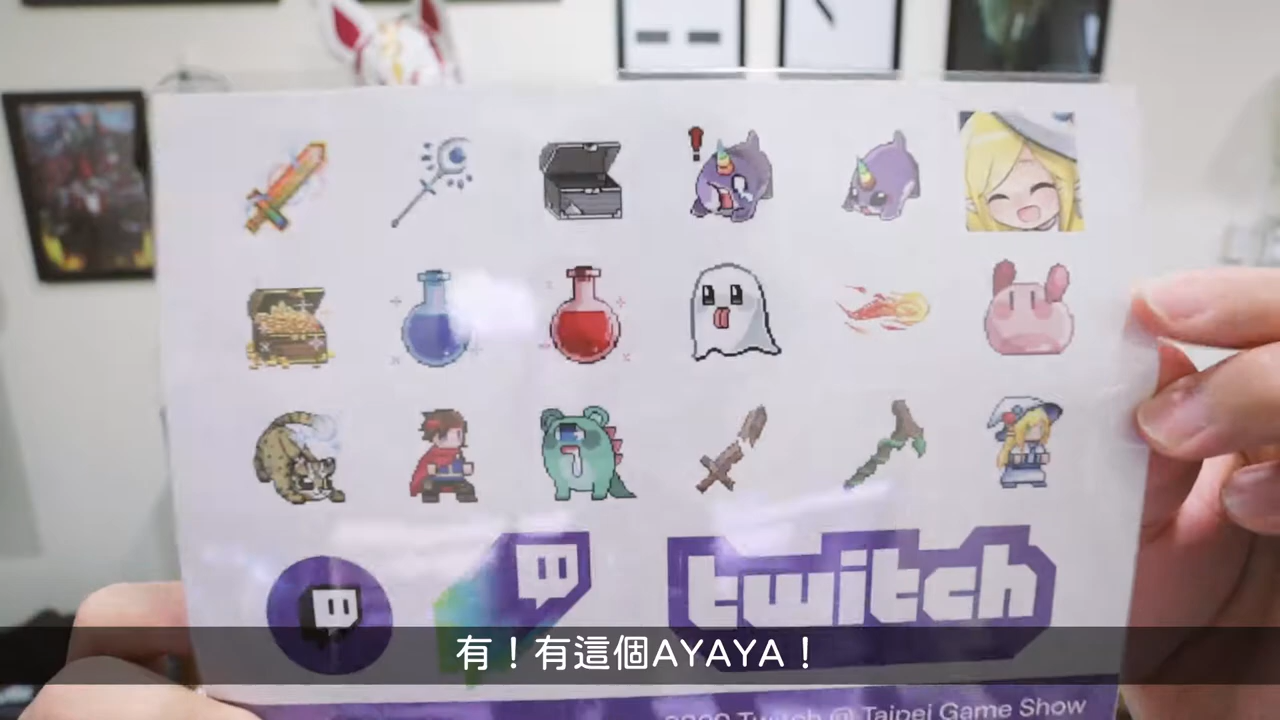 twitch
有！有這個AYAYA！
Twitch @ Taipei Game Show